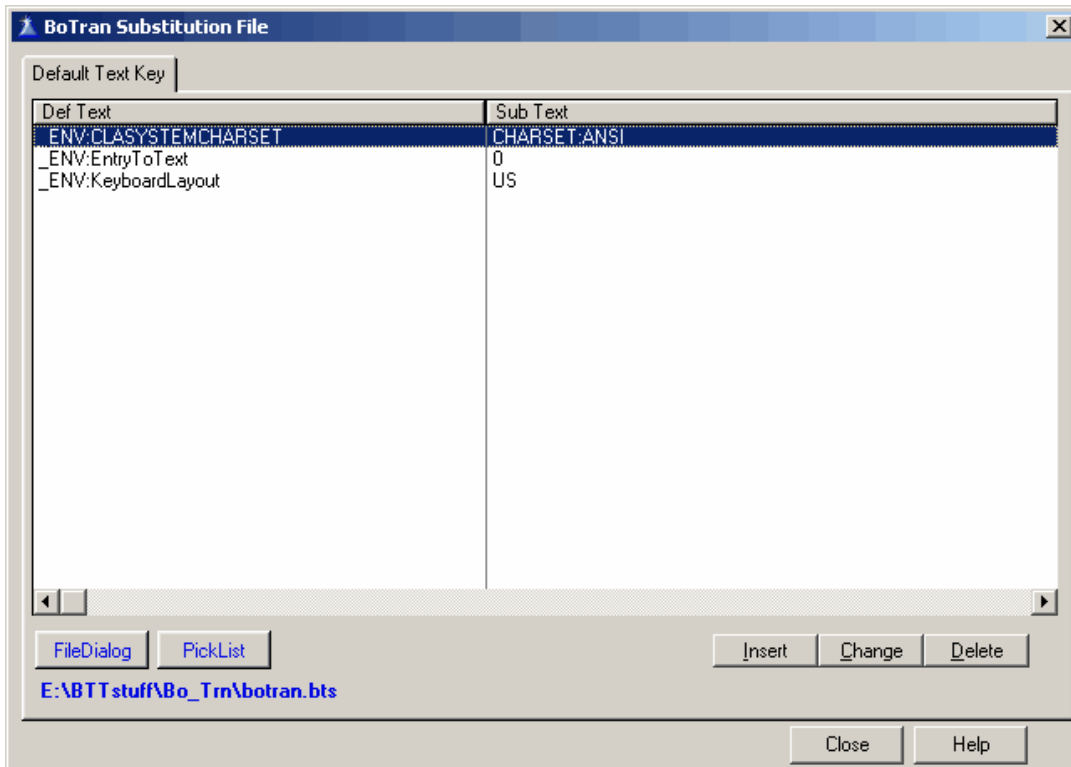 BoTran Substitution File
Default Text Key
Def Text Sub Text
_ENV:CLASYSTEMCHARSET CHARSET:ANSI
_ENV:EntryToText 0
_ENV:KeyboardLayout US
FileDialog PickList Insert Change Delete
E:\BTTstuff\Bo_Trn\botran.bts
Close Help